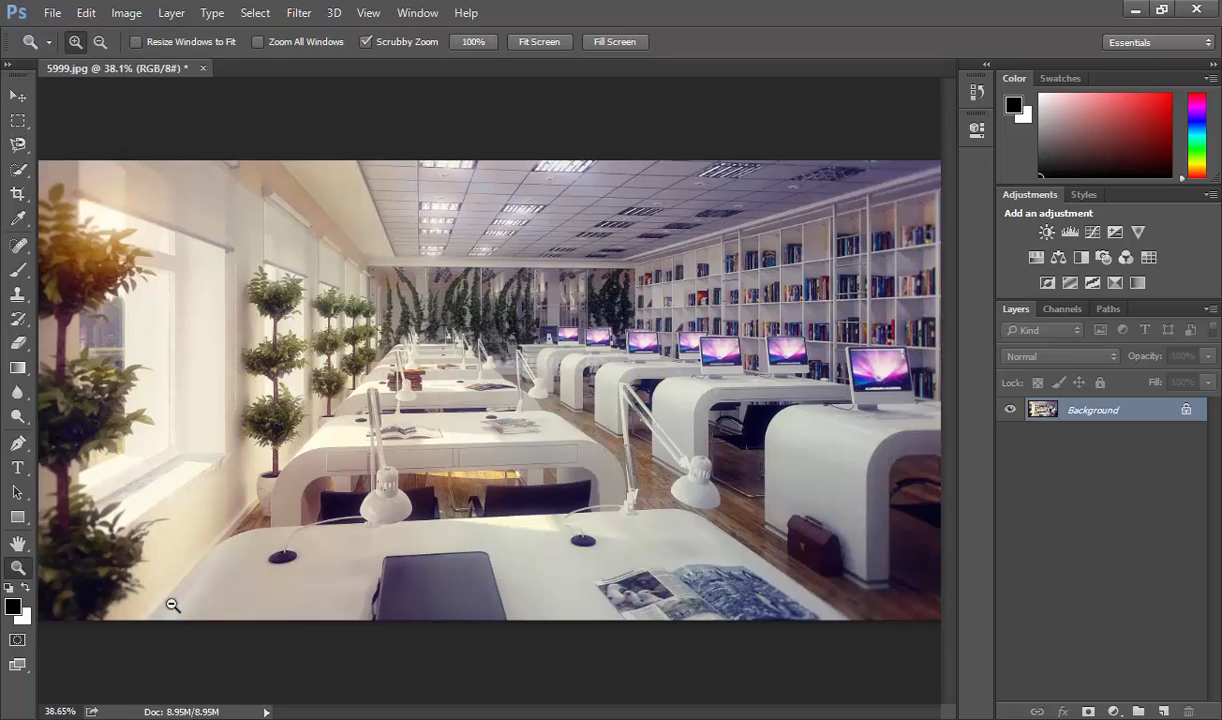 Ps File Edit Image Layer Type Select Filter 3D View Window Help
Resize Windows to Fit Zoom All Windows Scrubby Zoom 100% Fit Screen Fill Screen Essentials
5999.jpg @ 38.1% (RGB/8#) * ×
Color Swatches
Adjustments Styles
Add an adjustment
Layers Channels Paths
Kind
Normal Opacity: 100%
Lock: Fill: 100%
Background
38.65% Doc: 8.95M/8.95M